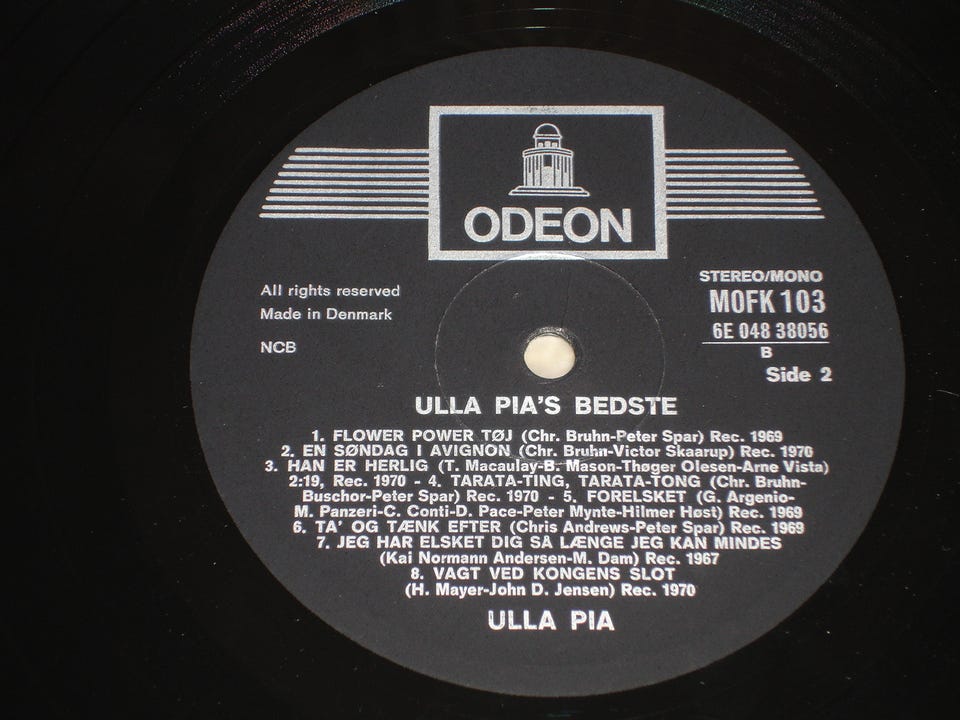 ODEON
All rights reserved
Made in Denmark
NCB
STEREO/MONO
MOFK 103
6E 048 38056
B
Side 2
ULLA PIA'S BEDSTE
1. FLOWER POWER TØJ (Chr. Bruhn-Peter Spar) Rec. 1969
2. EN SØNDAG I AVIGNON (Chr. Bruhn-Victor Skaarup) Rec. 1970
3. HAN ER HERLIG (T. Macaulay-B. Mason-Thøger Olesen-Arne Vista)
2:19, Rec. 1970 - 4. TARATA-TING, TARATA-TONG (Chr. Bruhn-
Buschor-Peter Spar) Rec. 1970 - 5. FORELSKET (G. Argenio-
M. Panzeri-C. Conti-D. Pace-Peter Mynte-Hilmer Høst) Rec. 1969
6. TA' OG TÆNK EFTER (Chris Andrews-Peter Spar) Rec. 1969
7. JEG HAR ELSKET DIG SÅ LÆNGE JEG KAN MINDES
(Kai Normann Andersen-M. Dam) Rec. 1967
8. VAGT VED KONGENS SLOT
(H. Mayer-John D. Jensen) Rec. 1970
ULLA PIA